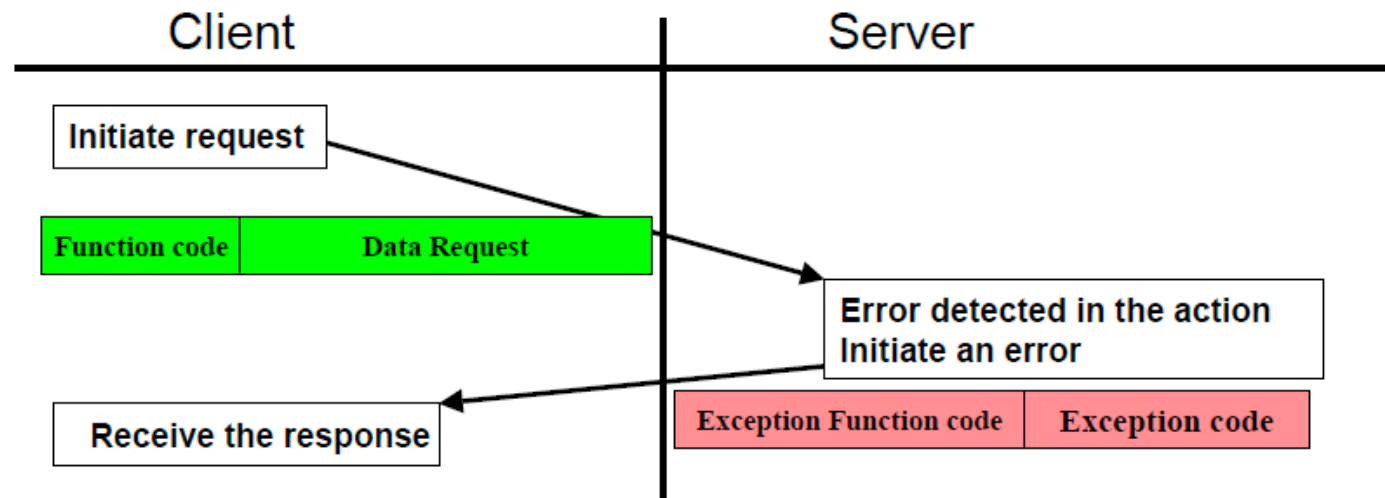 Client
Server
Initiate request
Function code
Data Request
Error detected in the action
Initiate an error
Exception Function code
Exception code
Receive the response